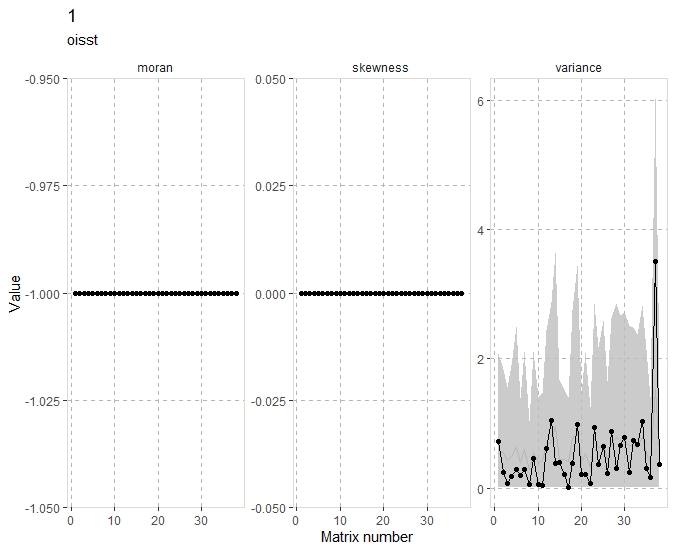 1
oisst
moran
skewness
variance
Value
-0.950
-0.975
-1.000
-1.025
-1.050
0.050
0.025
0.000
-0.025
-0.050
6
4
2
0
0 10 20 30
0 10 20 30
0 10 20 30
Matrix number